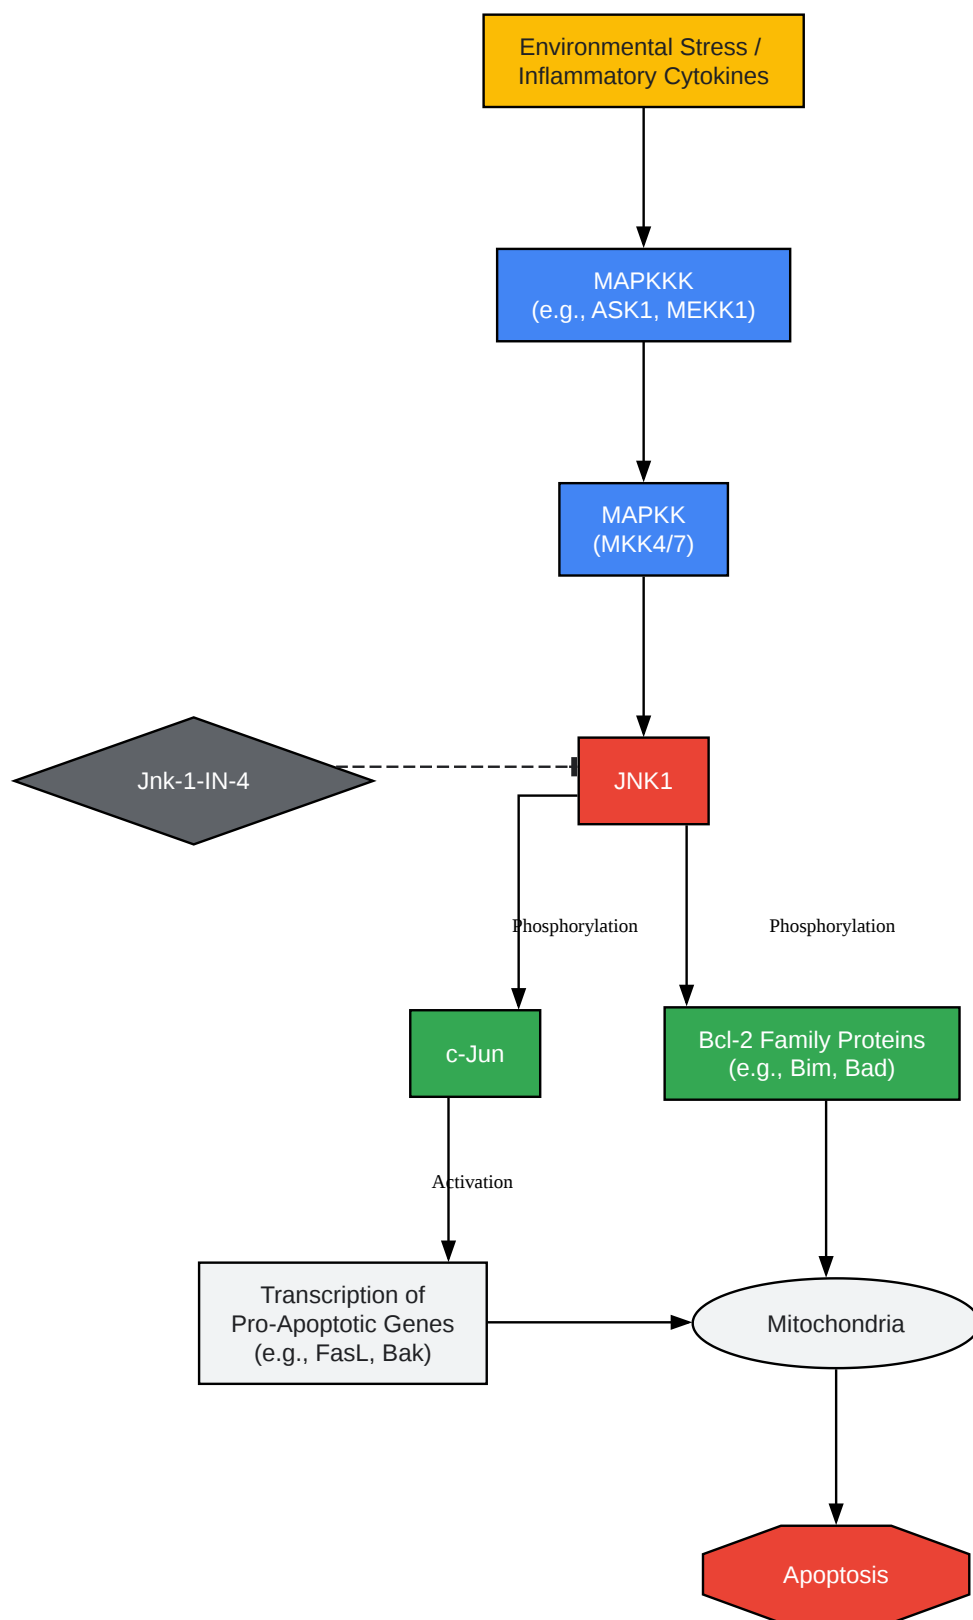 Environmental Stress /
Inflammatory Cytokines
MAPKKK
(e.g., ASK1, MEKK1)
MAPKK
(MKK4/7)
Jnk-1-IN-4
JNK1
Phosphorylation
Phosphorylation
c-Jun
Bcl-2 Family Proteins
(e.g., Bim, Bad)
Activation
Transcription of
Pro-Apoptotic Genes
(e.g., FasL, Bak)
Mitochondria
Apoptosis